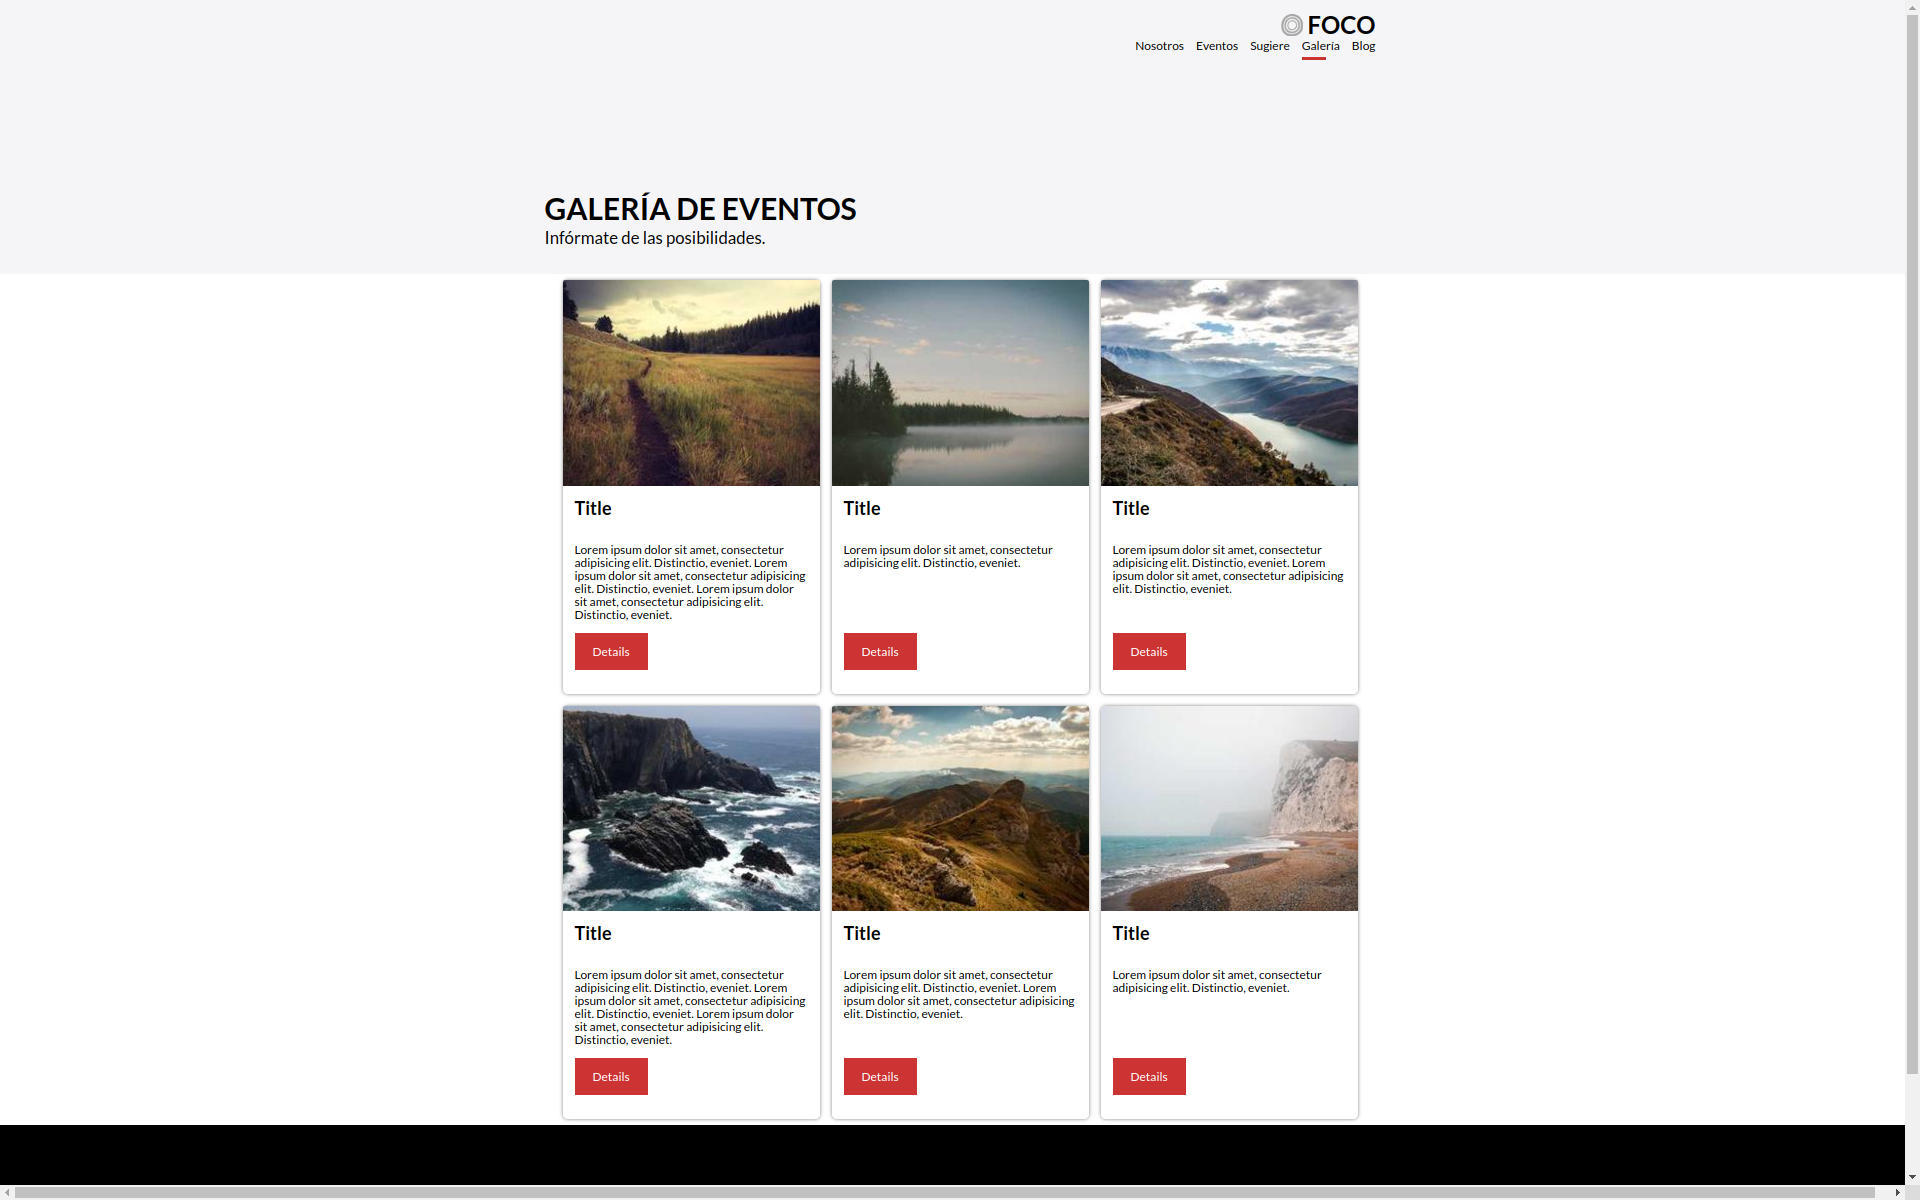 FOCO
Nosotros Eventos Sugiere Galería Blog
GALERÍA DE EVENTOS
Infórmate de las posibilidades.
Title
Lorem ipsum dolor sit amet, consectetur
adipisicing elit. Distinctio, eveniet. Lorem
ipsum dolor sit amet, consectetur adipisicing
elit. Distinctio, eveniet. Lorem ipsum dolor
sit amet, consectetur adipisicing elit.
Distinctio, eveniet.
Details
Title
Lorem ipsum dolor sit amet, consectetur
adipisicing elit. Distinctio, eveniet.
Details
Title
Lorem ipsum dolor sit amet, consectetur
adipisicing elit. Distinctio, eveniet. Lorem
ipsum dolor sit amet, consectetur adipisicing
elit. Distinctio, eveniet.
Details
Title
Lorem ipsum dolor sit amet, consectetur
adipisicing elit. Distinctio, eveniet. Lorem
ipsum dolor sit amet, consectetur adipisicing
elit. Distinctio, eveniet. Lorem ipsum dolor
sit amet, consectetur adipisicing elit.
Distinctio, eveniet.
Details
Title
Lorem ipsum dolor sit amet, consectetur
adipisicing elit. Distinctio, eveniet. Lorem
ipsum dolor sit amet, consectetur adipisicing
elit. Distinctio, eveniet.
Details
Title
Lorem ipsum dolor sit amet, consectetur
adipisicing elit. Distinctio, eveniet.
Details